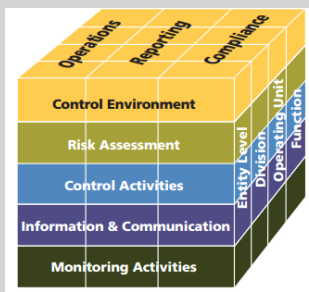 Operations
Reporting
Compliance
Control Environment
Risk Assessment
Control Activities
Information & Communication
Monitoring Activities
Entity Level
Division
Operating Unit
Function